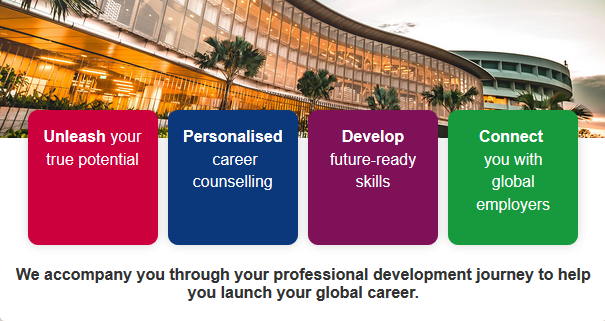 Unleash your
true potential
Personalised
career
counselling
Develop
future-ready
skills
Connect
you with
global
employers
We accompany you through your professional development journey to help
you launch your global career.